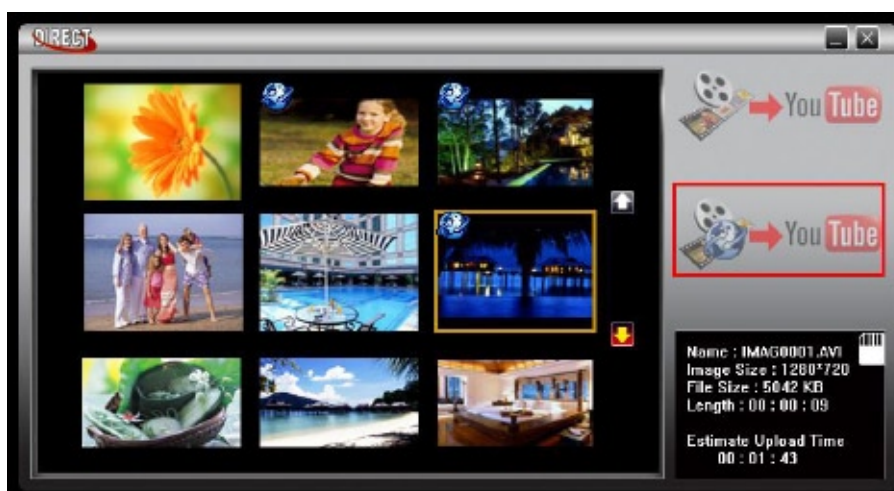 DIRECT
You Tube
You Tube
Name : IMAG0001.AVI
Image Size : 1280*720
File Size : 5042 KB
Length : 00 : 00 : 09
Estimate Upload Time
00 : 01 : 43